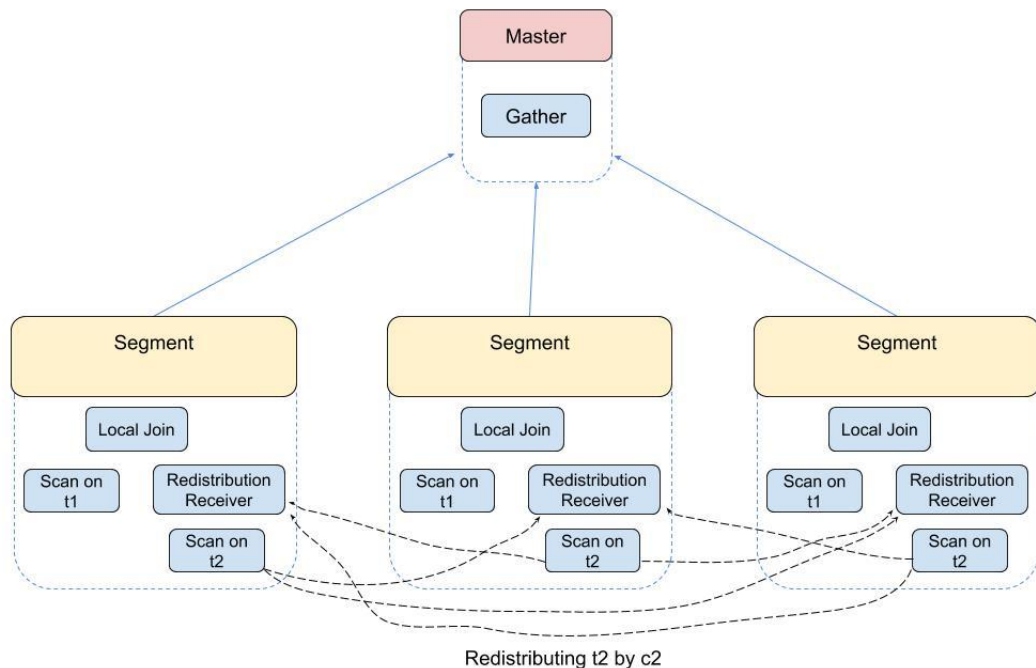 Master
Gather
Segment
Segment
Segment
Local Join
Local Join
Local Join
Scan on
t1
Redistribution
Receiver
Scan on
t1
Redistribution
Receiver
Scan on
t1
Redistribution
Receiver
Scan on
t2
Scan on
t2
Scan on
t2
Redistributing t2 by c2